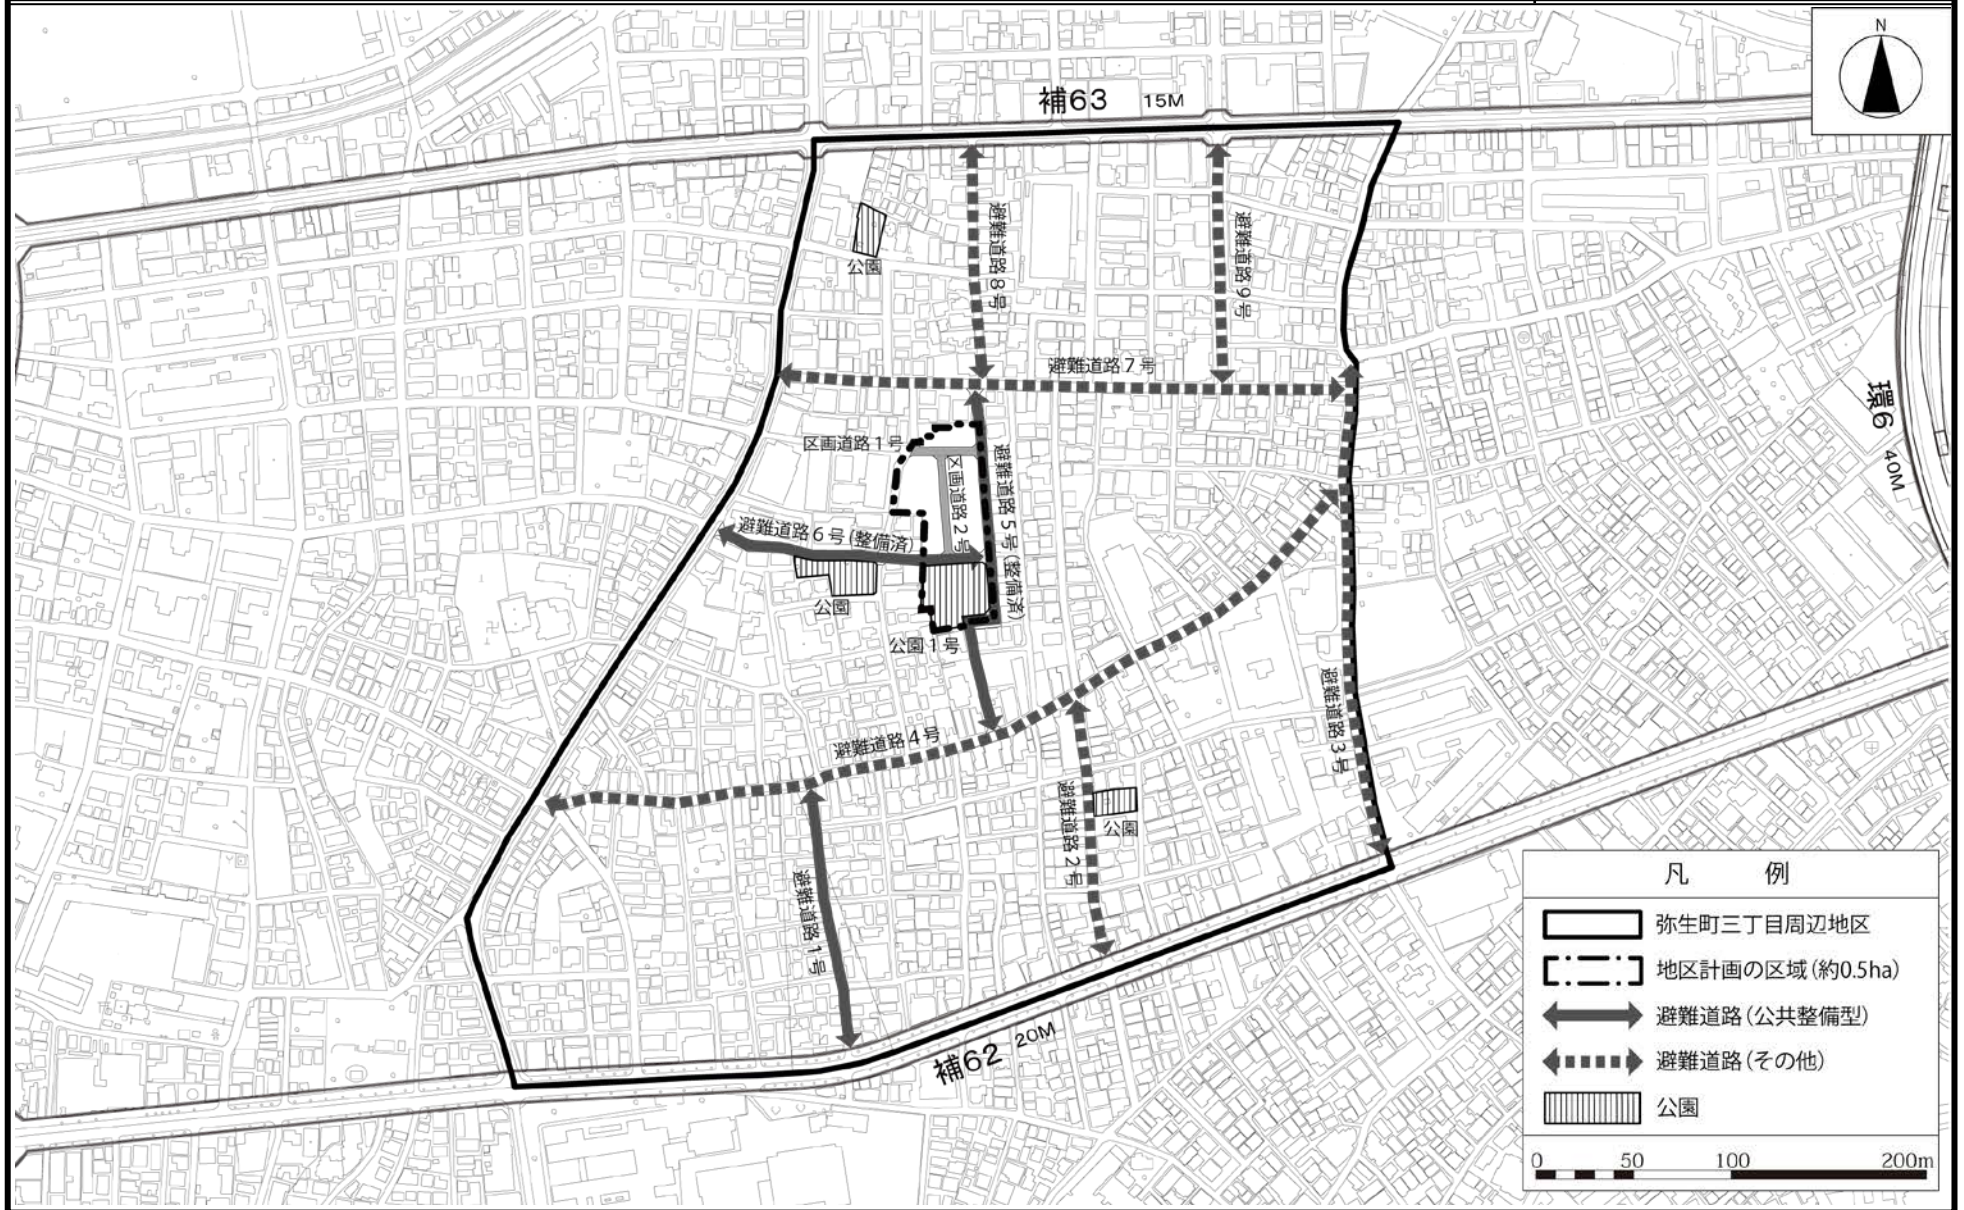 N
補63 15M
避難道路8号
避難道路9号
公園
避難道路7号
環6 40M
区画道路1号
区画道路2号
避難道路5号(整備済)
避難道路6号(整備済)
公園
公園1号
避難道路3号
避難道路4号
避難道路2号
公園
避難道路1号
補62 20M
凡 例
弥生町三丁目周辺地区
地区計画の区域(約0.5ha)
避難道路(公共整備型)
避難道路(その他)
公園
0 50 100 200m